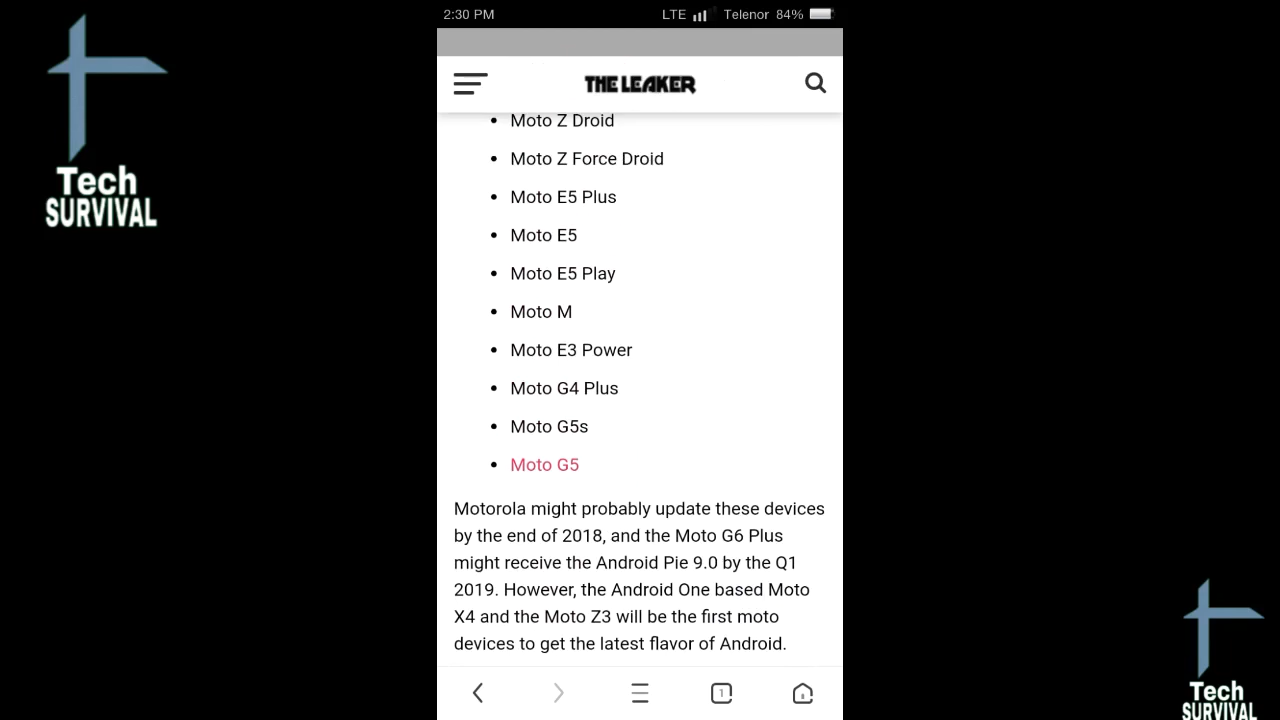 2:30 PM LTE Telenor 84%
Tech
SURVIVAL
THE LEAKER
• Moto Z Droid
• Moto Z Force Droid
• Moto E5 Plus
• Moto E5
• Moto E5 Play
• Moto M
• Moto E3 Power
• Moto G4 Plus
• Moto G5s
• Moto G5
Motorola might probably update these devices
by the end of 2018, and the Moto G6 Plus
might receive the Android Pie 9.0 by the Q1
2019. However, the Android One based Moto
X4 and the Moto Z3 will be the first moto
devices to get the latest flavor of Android.
1
Tech
SURVIVAL